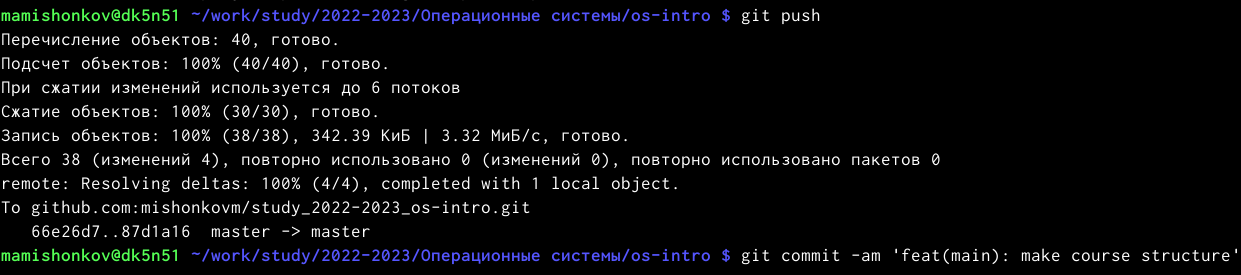 mamishonkov@dk5n51 ~/work/study/2022-2023/Операционные системы/os-intro $ git push
Перечисление объектов: 40, готово.
Подсчет объектов: 100% (40/40), готово.
При сжатии изменений используется до 6 потоков
Сжатие объектов: 100% (30/30), готово.
Запись объектов: 100% (38/38), 342.39 КиБ | 3.32 МиБ/с, готово.
Всего 38 (изменений 4), повторно использовано 0 (изменений 0), повторно использовано пакетов 0
remote: Resolving deltas: 100% (4/4), completed with 1 local object.
To github.com:mishonkovm/study_2022-2023_os-intro.git
   66e26d7..87d1a16  master -> master
mamishonkov@dk5n51 ~/work/study/2022-2023/Операционные системы/os-intro $ git commit -am 'feat(main): make course structure'